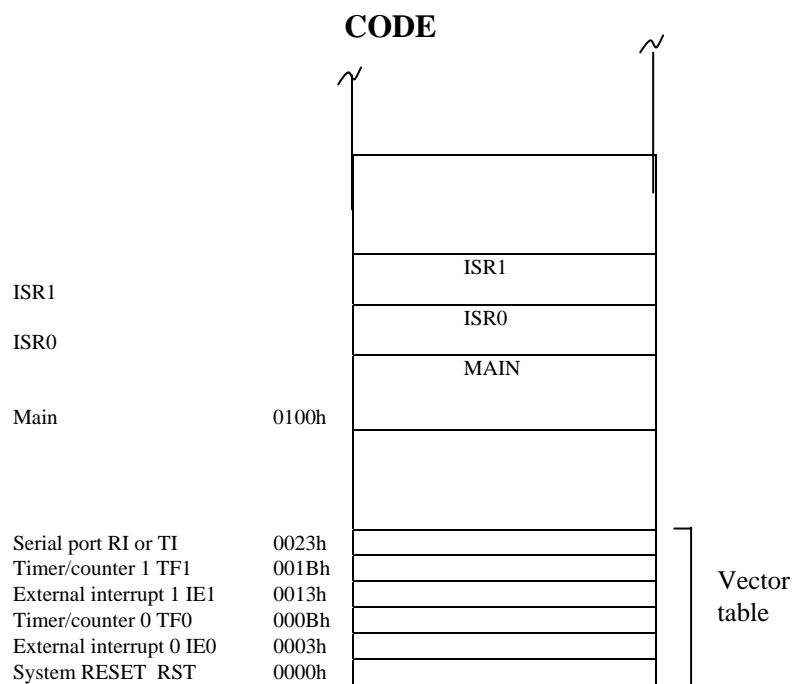 CODE
ISR1
ISR1
ISR0
ISR0
MAIN
Main 0100h
Serial port RI or TI 0023h
Timer/counter 1 TF1 001Bh
External interrupt 1 IE1 0013h
Timer/counter 0 TF0 000Bh
External interrupt 0 IE0 0003h
System RESET RST 0000h
Vector
table